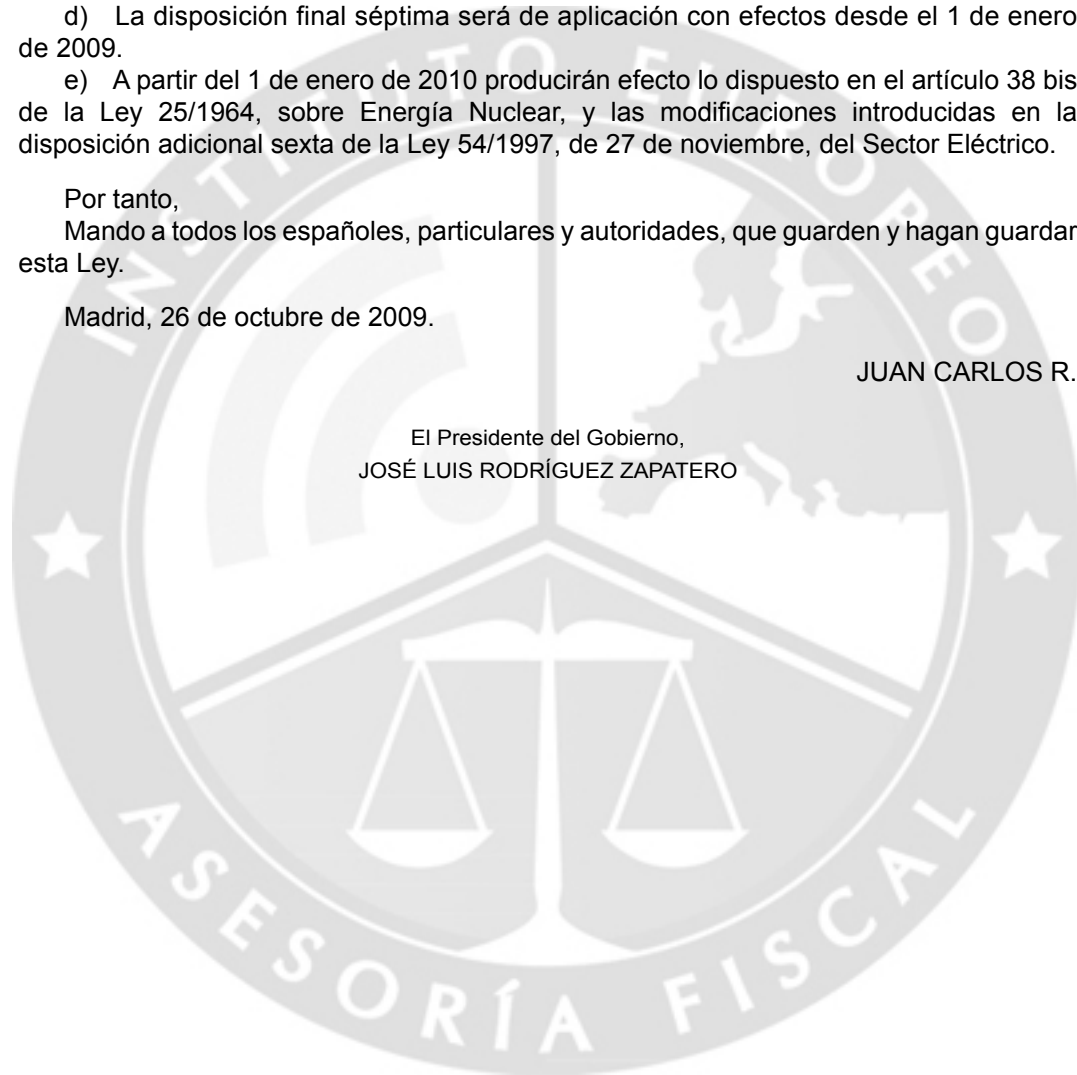 d) La disposición final séptima será de aplicación con efectos desde el 1 de enero
de 2009.
e) A partir del 1 de enero de 2010 producirán efecto lo dispuesto en el artículo 38 bis
de la Ley 25/1964, sobre Energía Nuclear, y las modificaciones introducidas en la
disposición adicional sexta de la Ley 54/1997, de 27 de noviembre, del Sector Eléctrico.
Por tanto,
Mando a todos los españoles, particulares y autoridades, que guarden y hagan guardar
esta Ley.
Madrid, 26 de octubre de 2009.
JUAN CARLOS R.
El Presidente del Gobierno,
JOSÉ LUIS RODRÍGUEZ ZAPATERO
INSTITUTO EUROPEO
ASESORÍA FISCAL